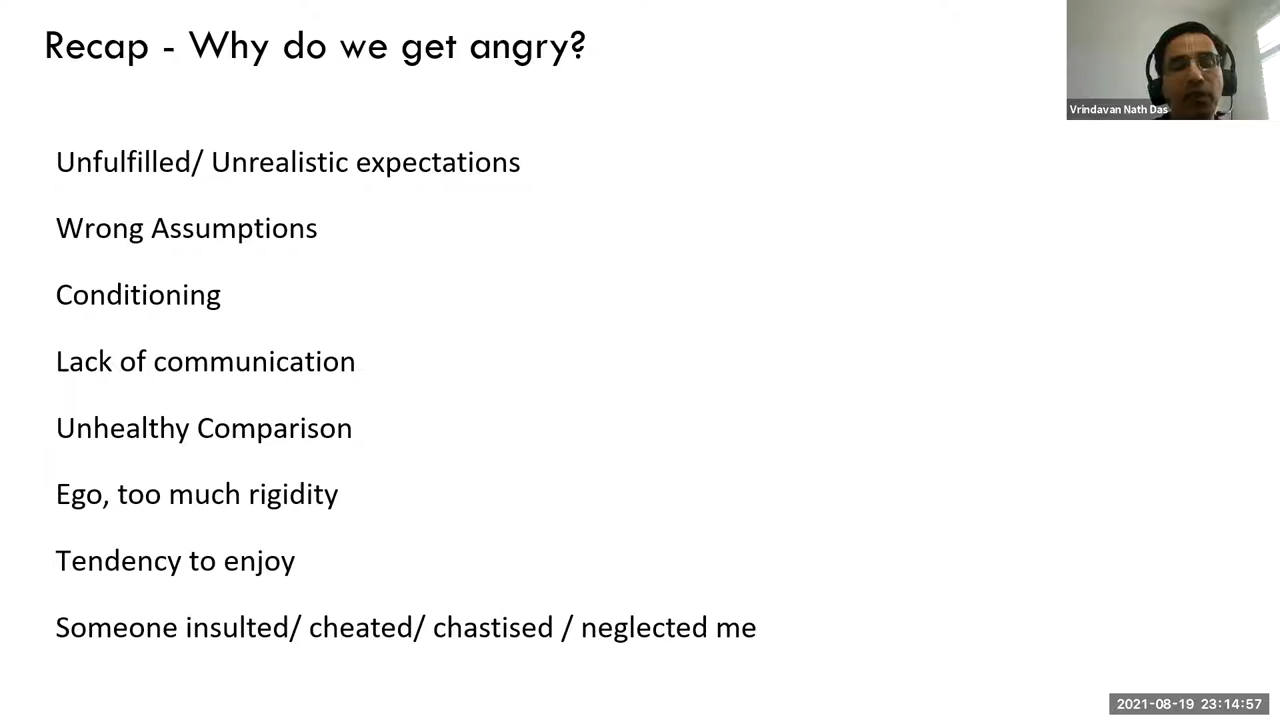 Recap - Why do we get angry?
Vrindavan Nath Das
Unfulfilled/ Unrealistic expectations
Wrong Assumptions
Conditioning
Lack of communication
Unhealthy Comparison
Ego, too much rigidity
Tendency to enjoy
Someone insulted/ cheated/ chastised / neglected me
2021-08-19 23:14:57